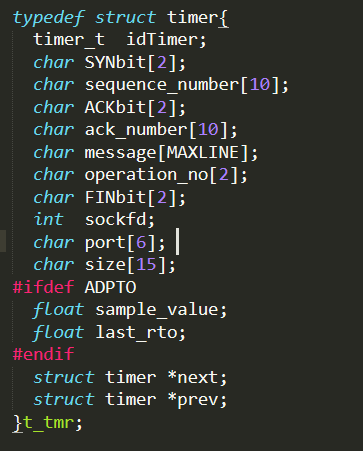 typedef struct timer{
timer_t  idTimer;
char SYNbit[2];
char sequence_number[10];
char ACKbit[2];
char ack_number[10];
char message[MAXLINE];
char operation_no[2];
char FINbit[2];
int  sockfd;
char port[6];
char size[15];
#ifdef ADPTO
float sample_value;
float last_rto;
#endif
struct timer *next;
struct timer *prev;
}t_tmr;